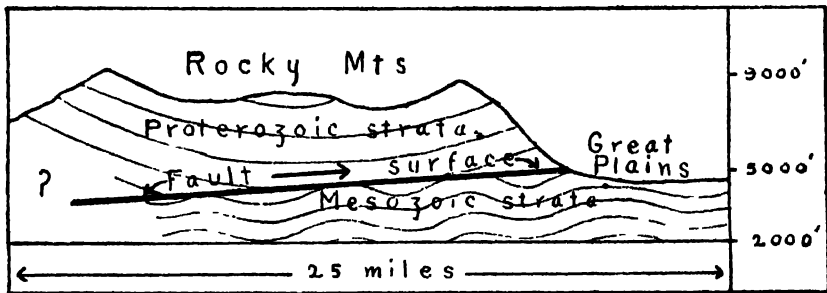 Rocky Mts
9000'
Proterozoic strata
Great
Plains
5000'
?
Fault
surface
Mesozoic strata
2000'
25 miles